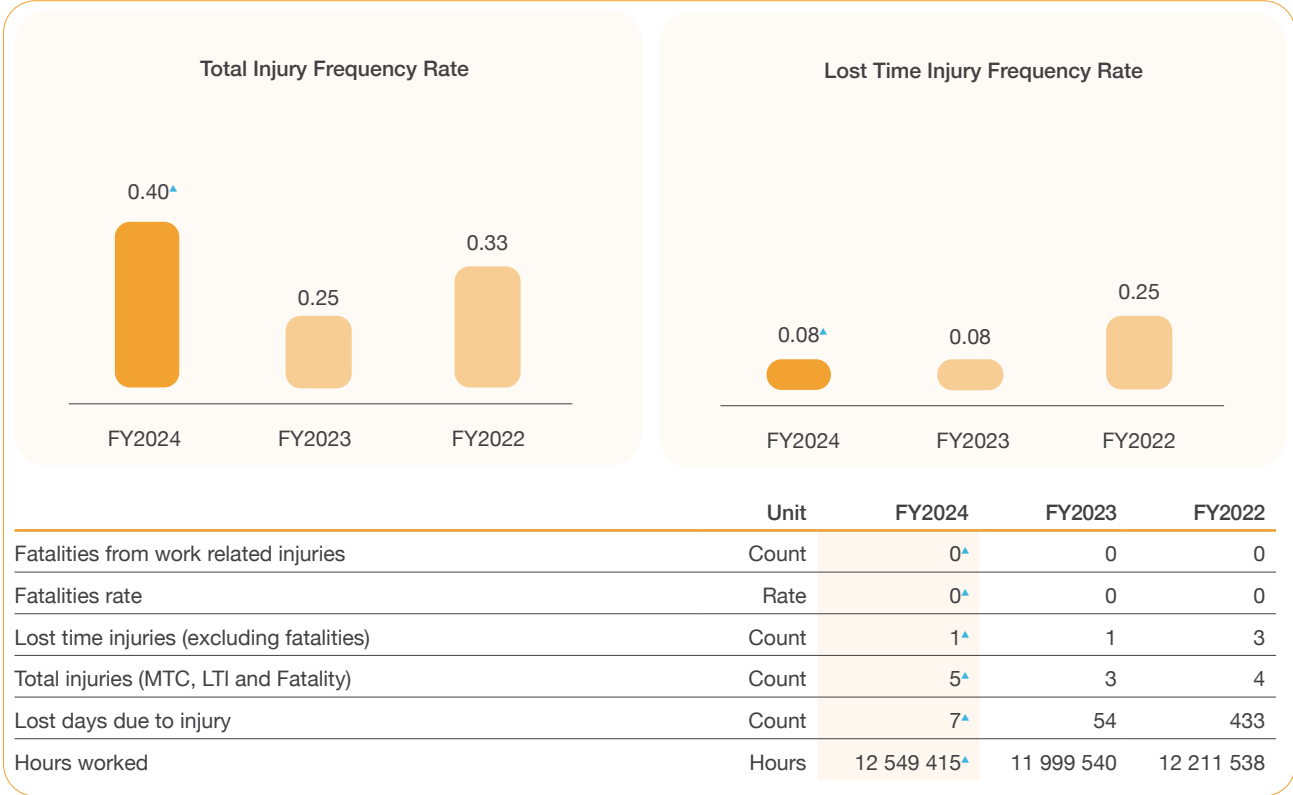 Total Injury Frequency Rate
0.40▲
0.25
0.33
FY2024 FY2023 FY2022
Lost Time Injury Frequency Rate
0.08▲
0.08
0.25
FY2024 FY2023 FY2022
Unit FY2024 FY2023 FY2022
Fatalities from work related injuries Count 0▲ 0 0
Fatalities rate Rate 0▲ 0 0
Lost time injuries (excluding fatalities) Count 1▲ 1 3
Total injuries (MTC, LTI and Fatality) Count 5▲ 3 4
Lost days due to injury Count 7▲ 54 433
Hours worked Hours 12 549 415▲ 11 999 540 12 211 538